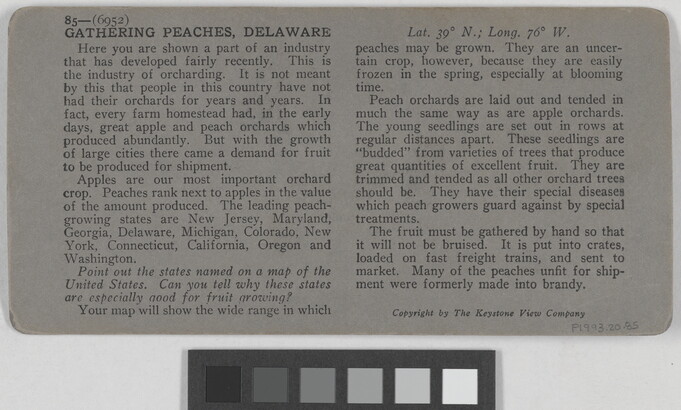 85—(6952)
GATHERING PEACHES, DELAWARE
Here you are shown a part of an industry
that has developed fairly recently. This is
the industry of orcharding. It is not meant
by this that people in this country have not
had their orchards for years and years. In
fact, every farm homestead had, in the early
days, great apple and peach orchards which
produced abundantly. But with the growth
of large cities there came a demand for fruit
to be produced for shipment.
Apples are our most important orchard
crop. Peaches rank next to apples in the value
of the amount produced. The leading peach-
growing states are New Jersey, Maryland,
Georgia, Delaware, Michigan, Colorado, New
York, Connecticut, California, Oregon and
Washington.
Point out the states named on a map of the
United States. Can you tell why these states
are especially good for fruit growing?
Your map will show the wide range in which
Lat. 39° N.; Long. 76° W.
peaches may be grown. They are an uncer-
tain crop, however, because they are easily
frozen in the spring, especially at blooming
time.
Peach orchards are laid out and tended in
much the same way as are apple orchards.
The young seedlings are set out in rows at
regular distances apart. These seedlings are
"budded" from varieties of trees that produce
great quantities of excellent fruit. They are
trimmed and tended as all other orchard trees
should be. They have their special diseases
which peach growers guard against by special
treatments.
The fruit must be gathered by hand so that
it will not be bruised. It is put into crates,
loaded on fast freight trains, and sent to
market. Many of the peaches unfit for ship-
ment were formerly made into brandy.
Copyright by The Keystone View Company
P1993.20.85